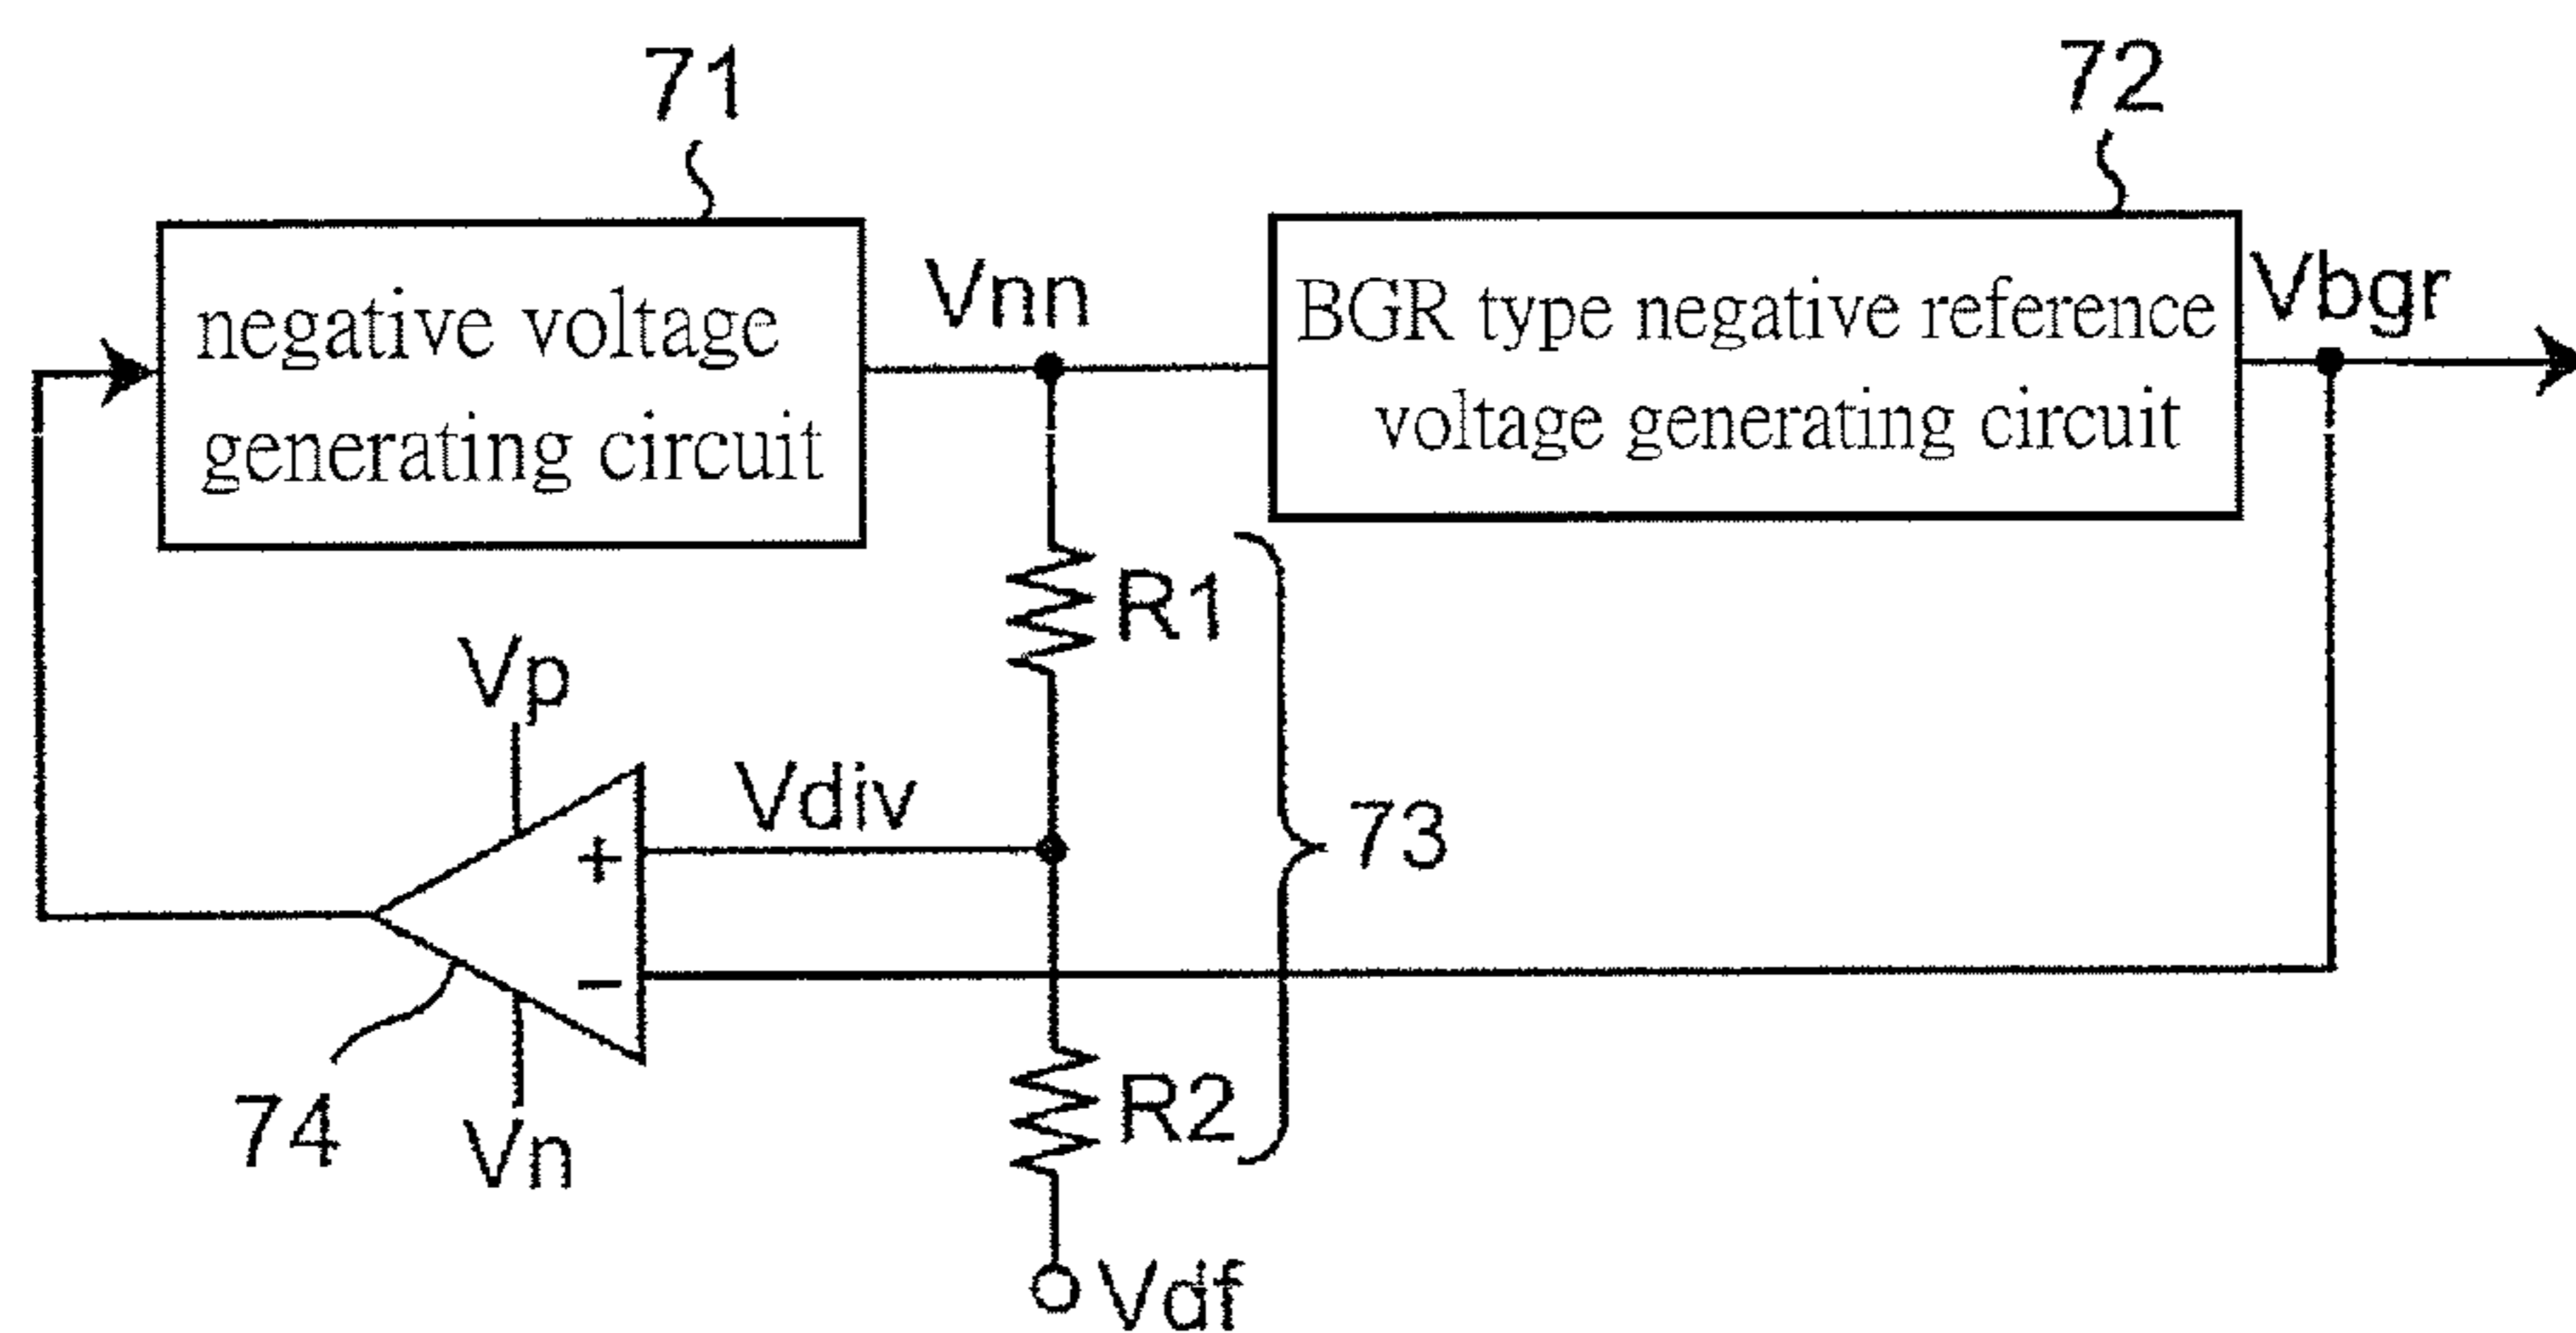 71
72
Vnn
Vbgr
negative voltage
generating circuit
BGR type negative reference
voltage generating circuit
R1
Vp
Vdiv
73
+
−
74
Vn
R2
Vdf